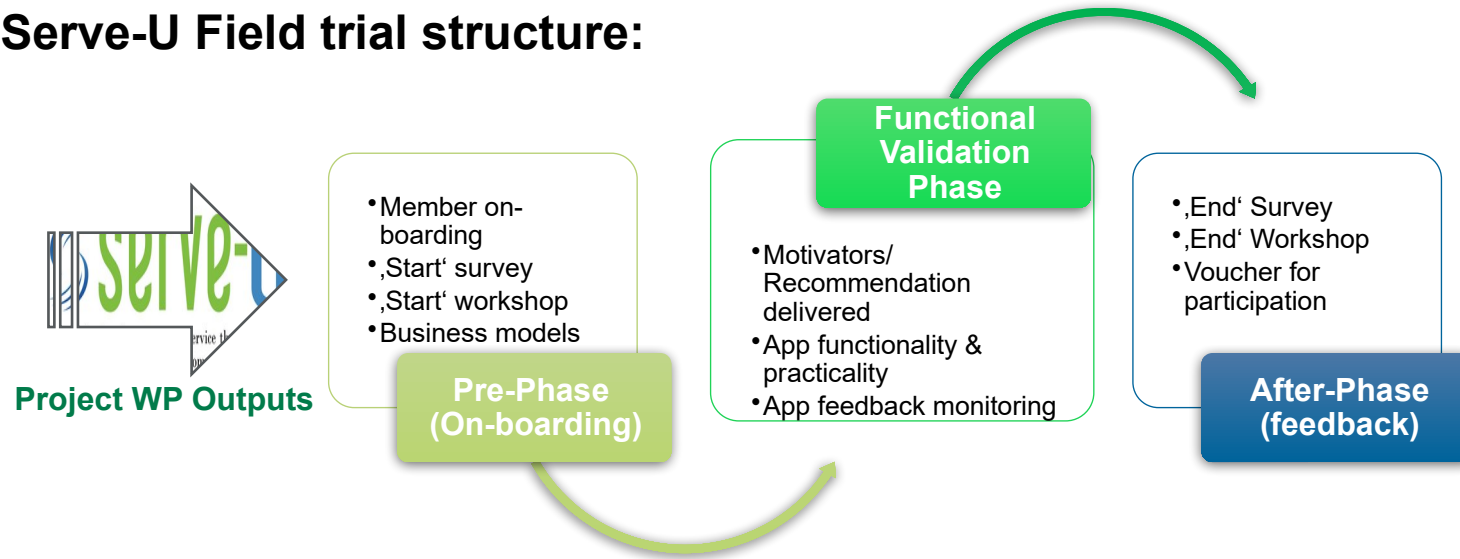 Serve-U Field trial structure:
serve-
Project WP Outputs
•Member on-
boarding
•‚Start‘ survey
•‚Start‘ workshop
•Business models
Pre-Phase
(On-boarding)
Functional
Validation
Phase
•Motivators/
Recommendation
delivered
•App functionality &
practicality
•App feedback monitoring
•‚End‘ Survey
•‚End‘ Workshop
•Voucher for
participation
After-Phase
(feedback)